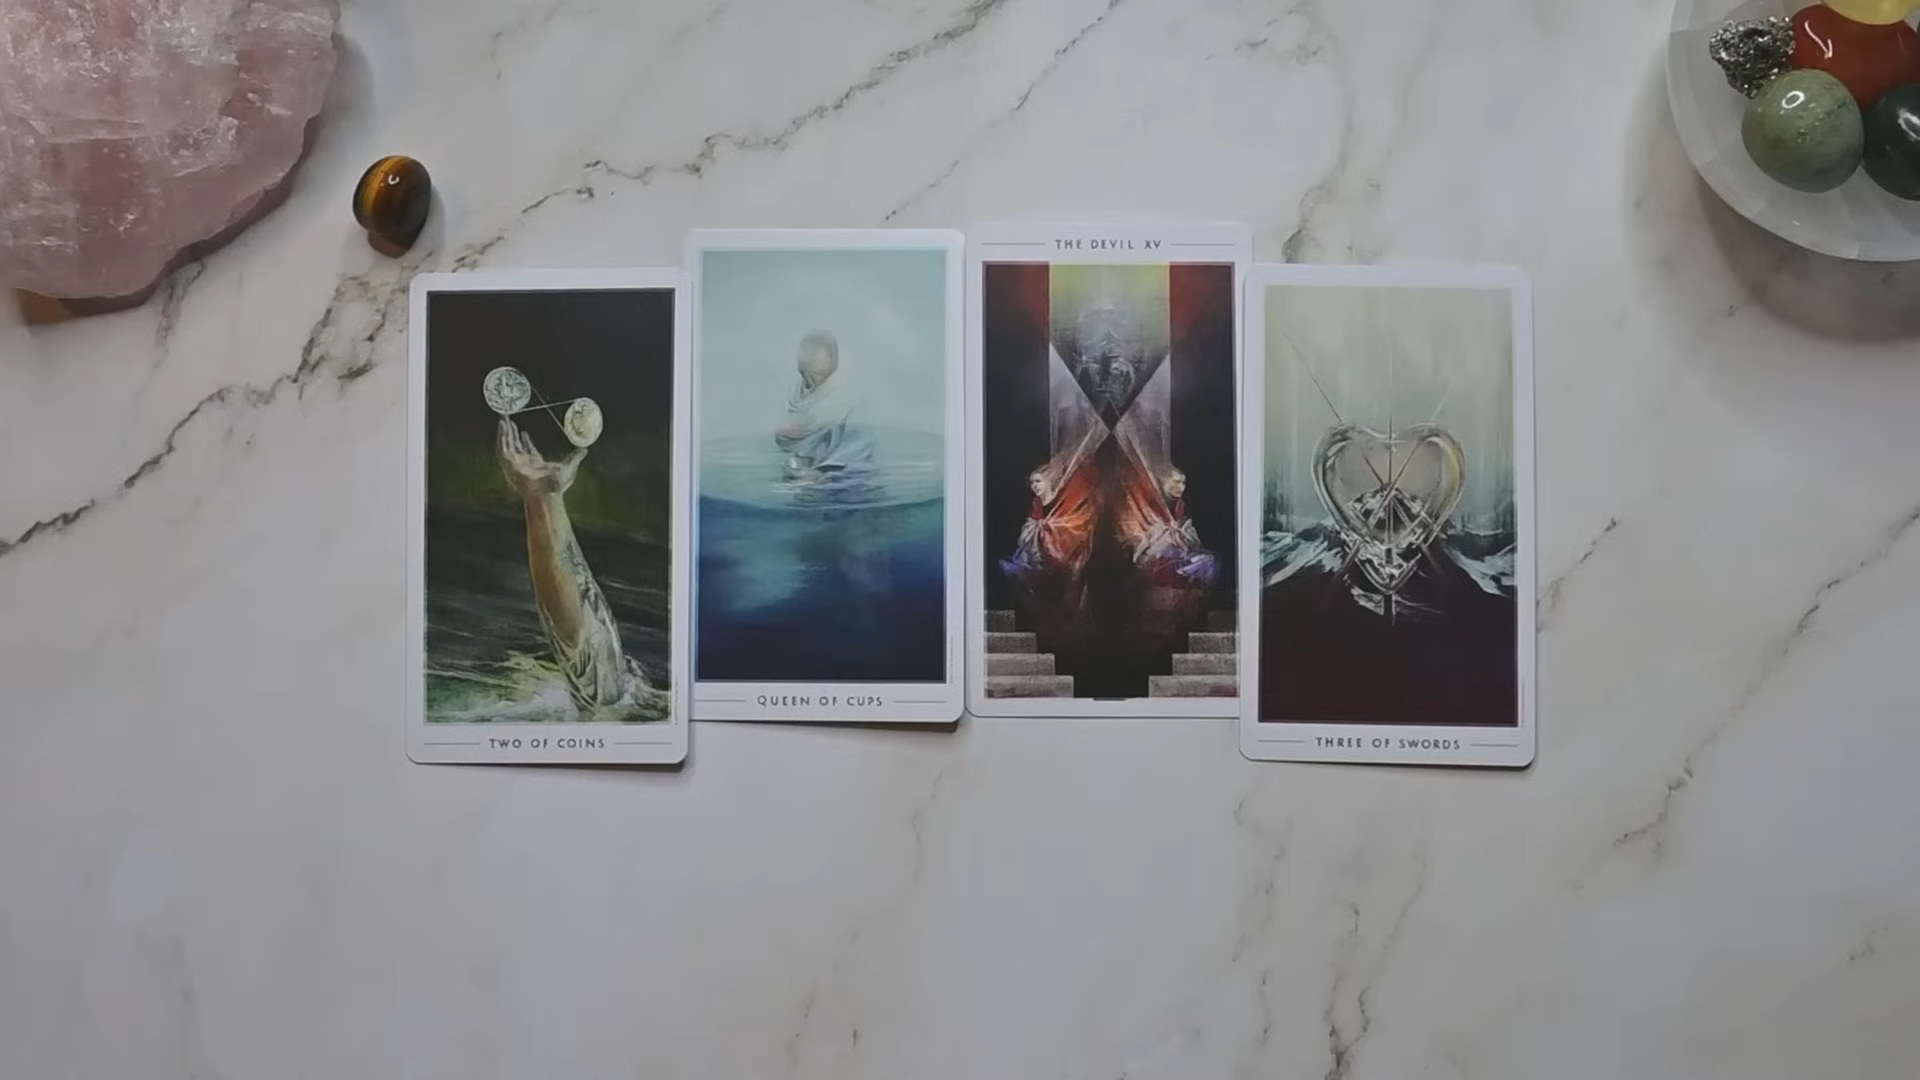 TWO OF COINS
QUEEN OF CUPS
THE DEVIL XV
THREE OF SWORDS